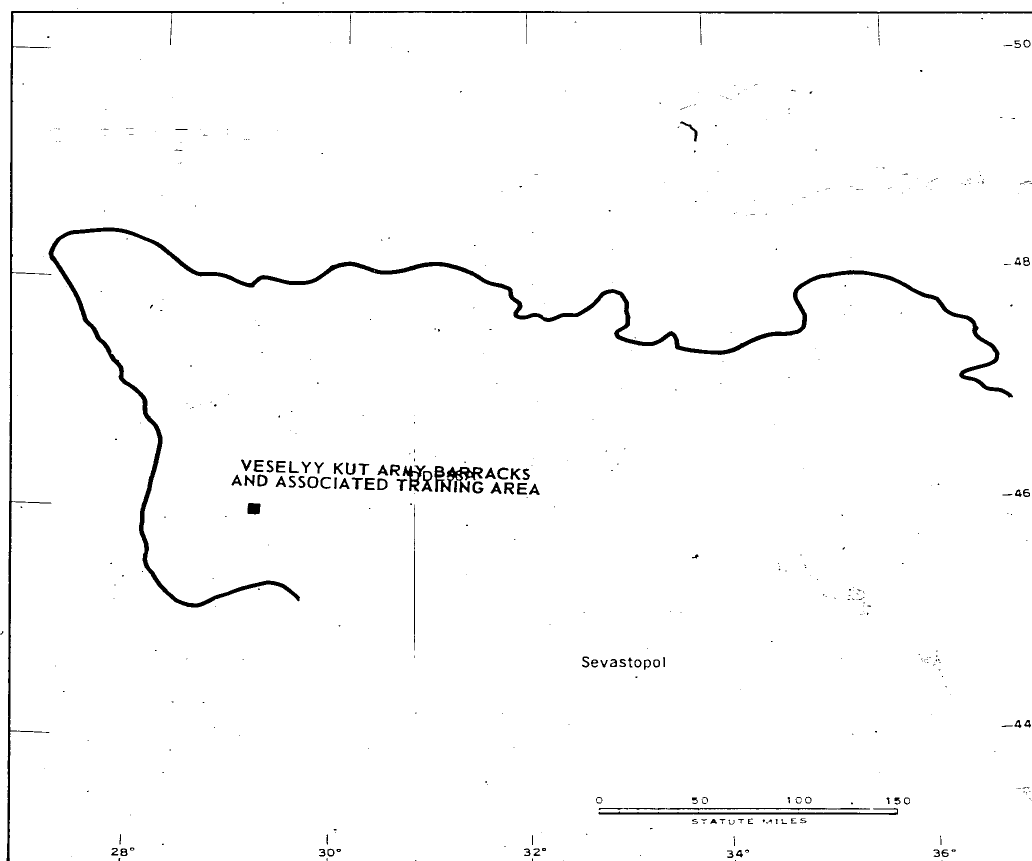 50
48
VESELYY KUT ARMY BARRACKS
AND ASSOCIATED TRAINING AREA
46
Sevastopol
44
0 50 100 150
STATUTE MILES
28° 30° 32° 34° 36°